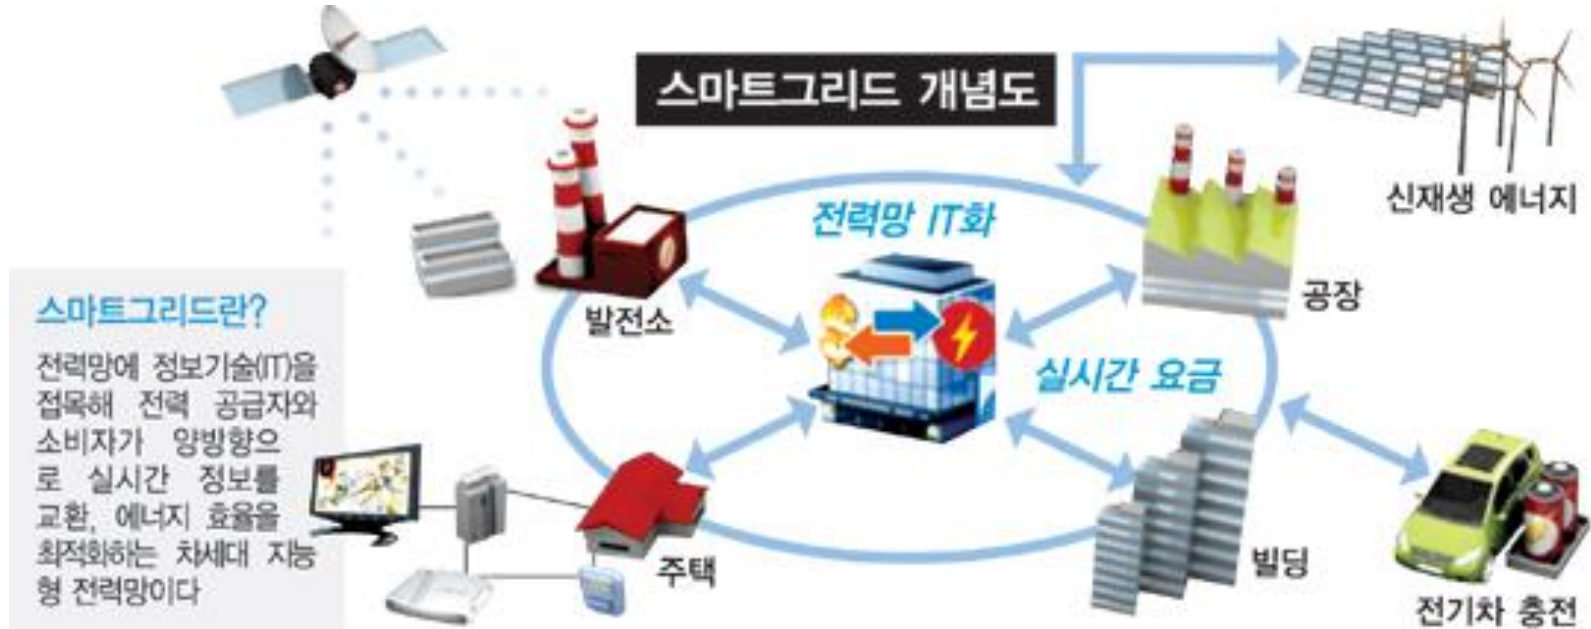 스마트그리드 개념도
신재생 에너지
전력망 IT화
발전소
공장
실시간 요금
스마트그리드란?
전력망에 정보기술(IT)을
접목해 전력 공급자와
소비자가 양방향으
로 실시간 정보를
교환, 에너지 효율을
최적화하는 차세대 지능
형 전력망이다
주택
빌딩
전기차 충전